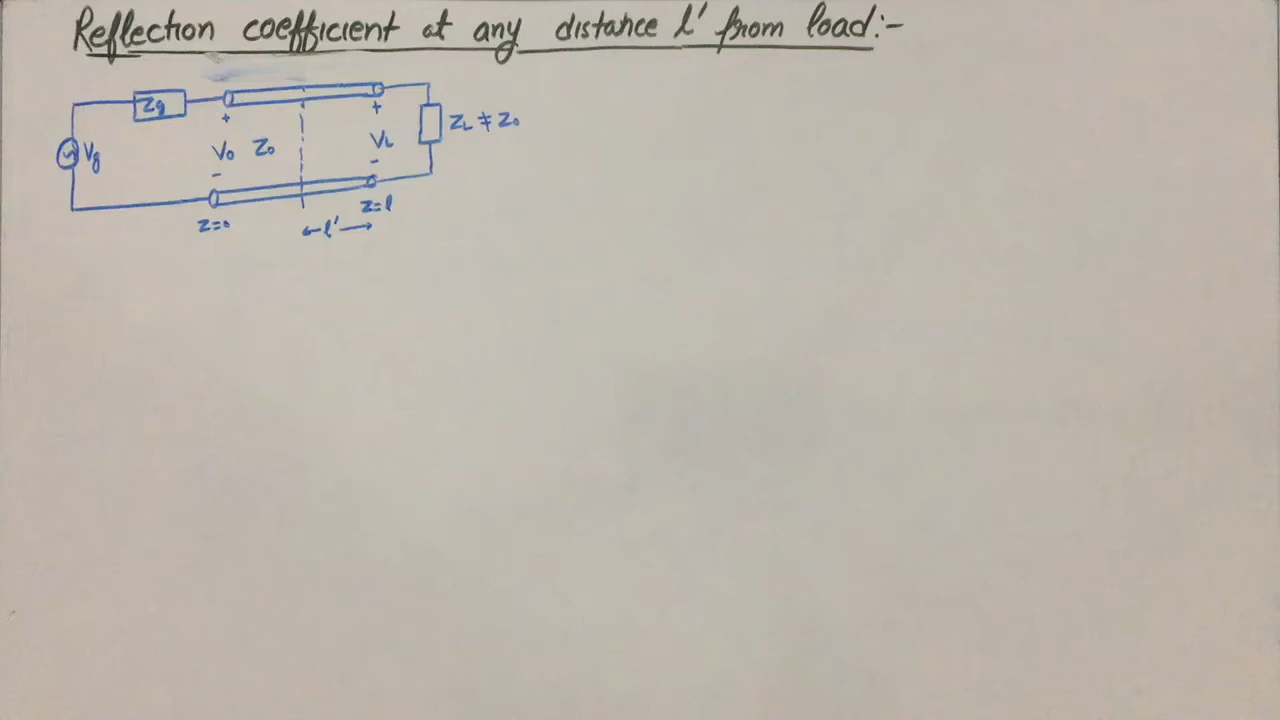 Reflection coefficient at any distance l' from load:-
Zg
+
+
ZL ≠ Z0
Vg
V0
Z0
VL
-
-
Z=0
Z=l
←l'→